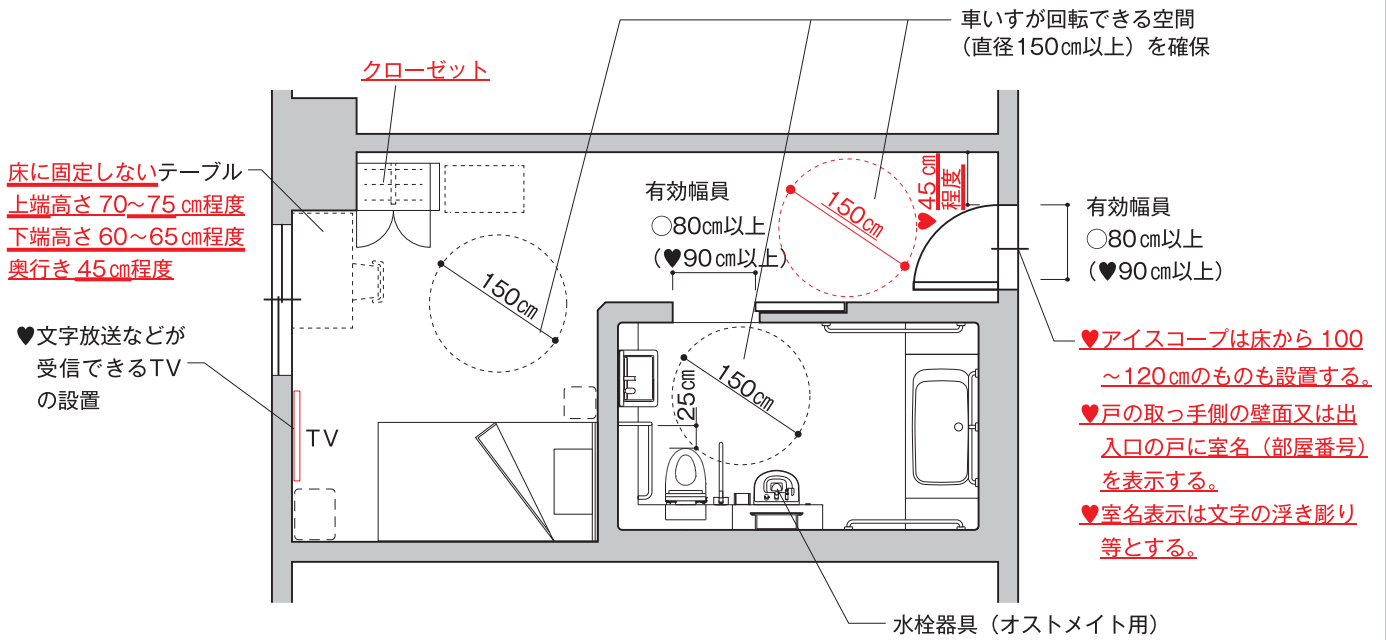 車いすが回転できる空間
（直径150㎝以上）を確保
クローゼット
床に固定しないテーブル
上端高さ 70～75 ㎝程度
下端高さ 60～65 ㎝程度
奥行き 45 ㎝程度
♥文字放送などが
受信できるTV
の設置
TV
150㎝
有効幅員
○80㎝以上
（♥90㎝以上）
150㎝
♥45㎝
程度
有効幅員
○80㎝以上
（♥90㎝以上）
150㎝
25㎝
♥アイスコープは床から 100
～120㎝のものも設置する。
♥戸の取っ手側の壁面又は出
入口の戸に室名（部屋番号）
を表示する。
♥室名表示は文字の浮き彫り
等とする。
水栓器具（オストメイト用）